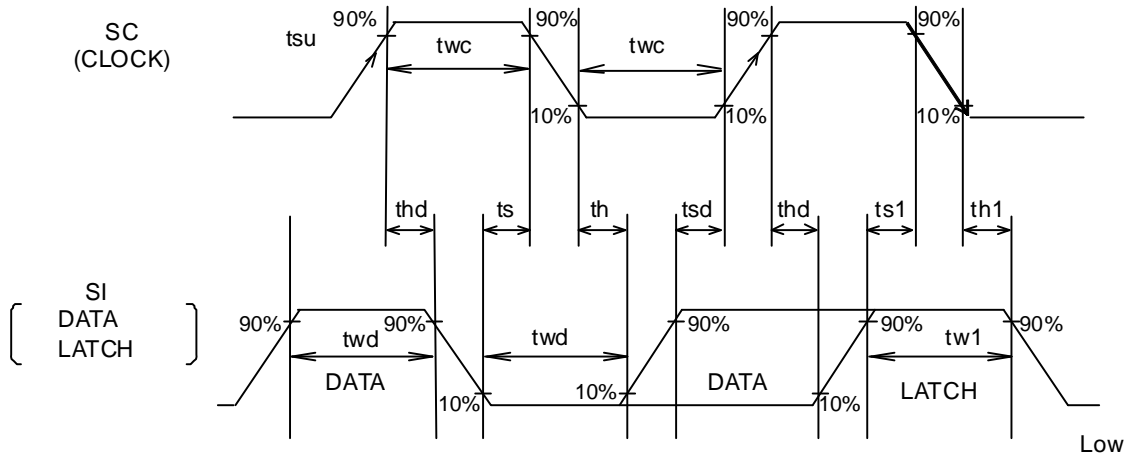 SC
(CLOCK)
tsu
90%
twc
90%
10%
twc
90%
10%
90%
10%
thd
ts
th
tsd
thd
ts1
th1
SI
DATA
LATCH
90%
twd
90%
DATA
10%
twd
10%
90%
DATA
10%
90%
tw1
90%
LATCH
Low